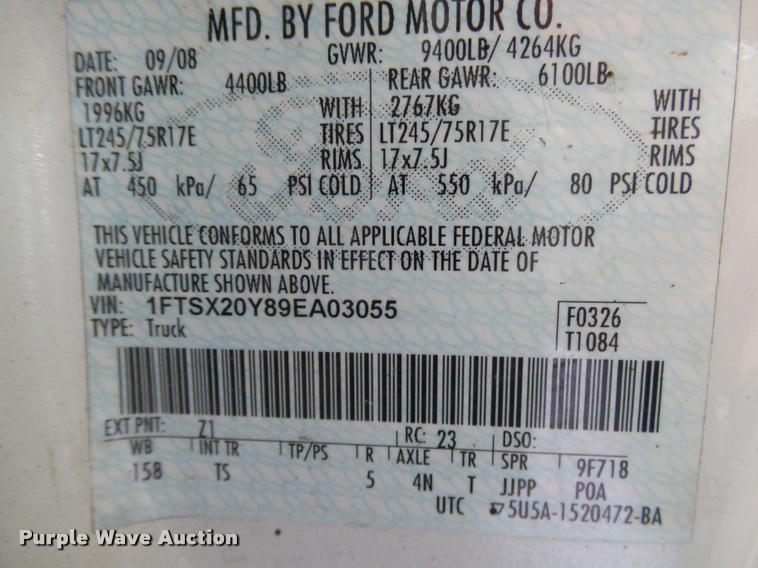 MFD. BY FORD MOTOR CO.
DATE: 09/08 GVWR: 9400LB/ 4264KG
FRONT GAWR: 4400LB REAR GAWR: 6100LB
1996KG WITH 2767KG WITH
LT245/75R17E TIRES LT245/75R17E TIRES
17x7.5J RIMS 17x7.5J RIMS
AT 450 kPa/ 65 PSI COLD AT 550 kPa/ 80 PSI COLD
THIS VEHICLE CONFORMS TO ALL APPLICABLE FEDERAL MOTOR
VEHICLE SAFETY STANDARDS IN EFFECT ON THE DATE OF
MANUFACTURE SHOWN ABOVE.
VIN: 1FTSX20Y89EA03055 F0326
TYPE: Truck T1084
EXT PNT: Z1 RC: 23 DSO:
WB INT TR TP/PS R AXLE TR SPR 9F718
158 TS 5 4N T JJPP POA
UTC 5U5A-1520472-BA
Purple Wave Auction